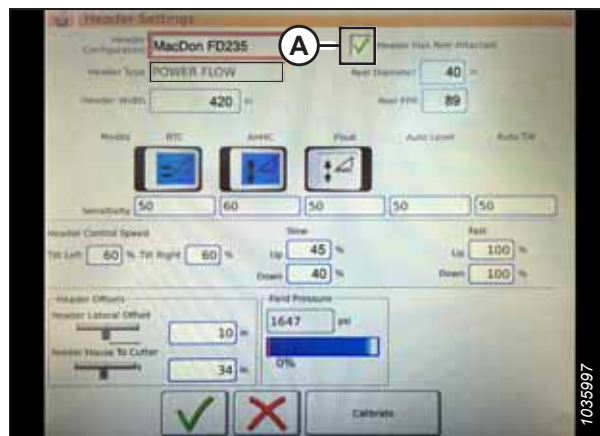 Header Settings
Header Configuration MacDon FD235 A Header Has Reel Attached
Header Type POWER FLOW Reel Diameter 40 in
Header Width 420 in Reel PPR 89
Modes RTC AHHC Float Auto Level Auto Tilt
Sensitivity 50 60 50 50 50
Header Control Speed Slow Fast
Tilt Left 60 % Tilt Right 60 % Up 45 % Up 100 %
Down 40 % Down 100 %
Header Offsets Field Pressure
Header Lateral Offset 1647 psi
10 in
Header House To Cutter
34 in 0%
Calibrate
1035997